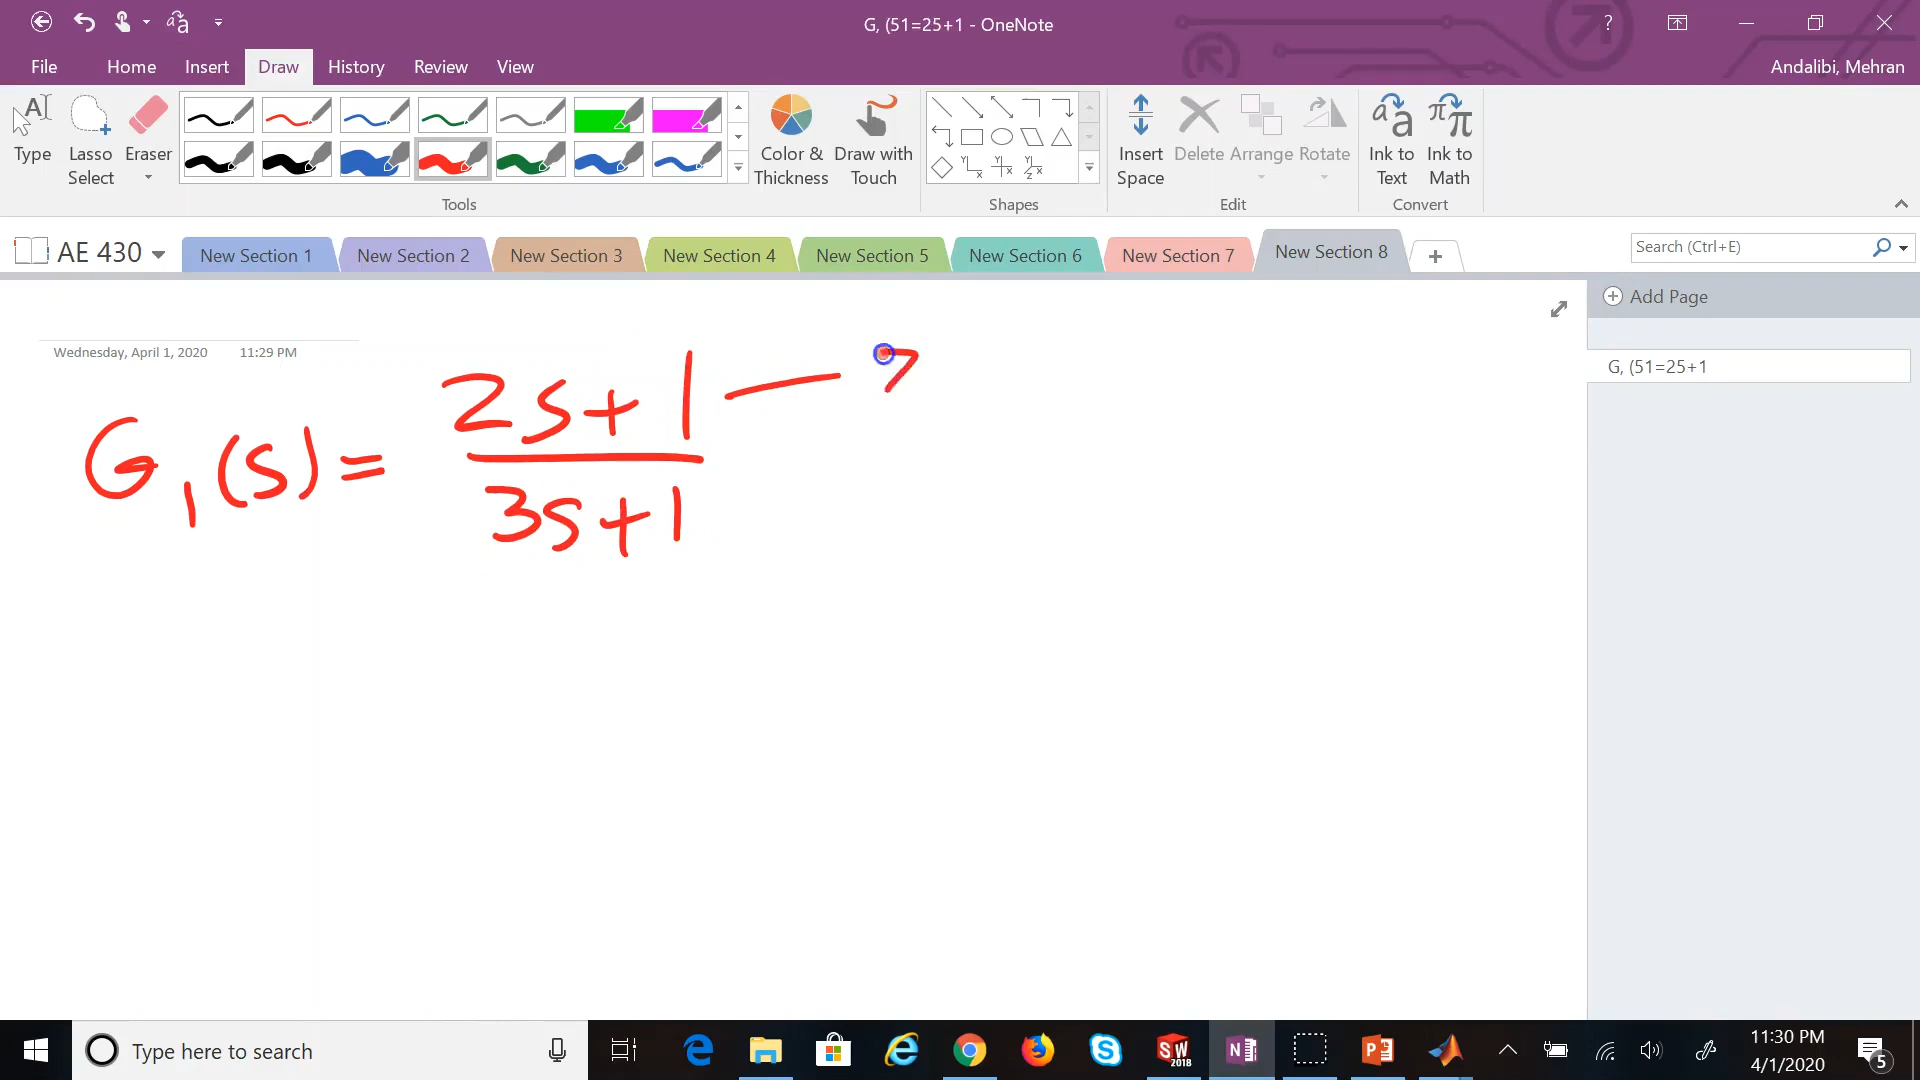 G, (51=25+1 - OneNote
?
File Home Insert Draw History Review View
Andalibi, Mehran
Type
Lasso Select
Eraser
Color & Thickness
Draw with Touch
Insert Space
Delete
Arrange
Rotate
Ink to Text
Ink to Math
Tools
Shapes
Edit
Convert
AE 430
New Section 1
New Section 2
New Section 3
New Section 4
New Section 5
New Section 6
New Section 7
New Section 8
Search (Ctrl+E)
Add Page
G, (51=25+1
Wednesday, April 1, 2020 11:29 PM
2s+1
G1(s)=
3s+1
Type here to search
11:30 PM
4/1/2020
5